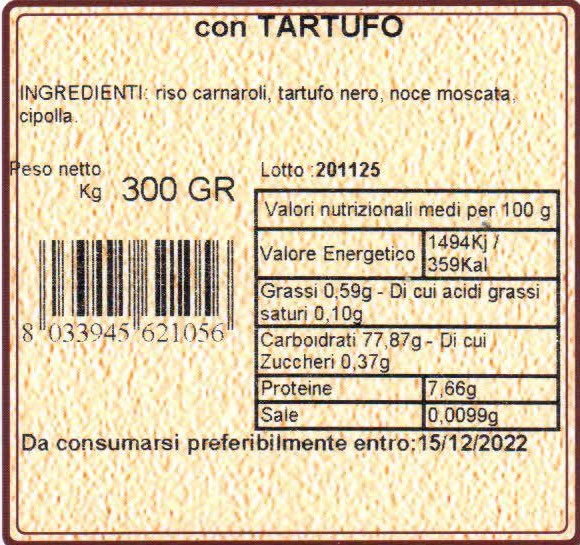 con TARTUFO
INGREDIENTI: riso carnaroli, tartufo nero, noce moscata,
cipolla.
Peso netto
Kg 300 GR
Lotto :201125
Valori nutrizionali medi per 100 g
Valore Energetico
1494Kj /
359Kal
Grassi 0,59g - Di cui acidi grassi
saturi 0,10g
Carboidrati 77,87g - Di cui
Zuccheri 0,37g
Proteine 7,66g
Sale 0,0099g
8 033945 621056
Da consumarsi preferibilmente entro:15/12/2022